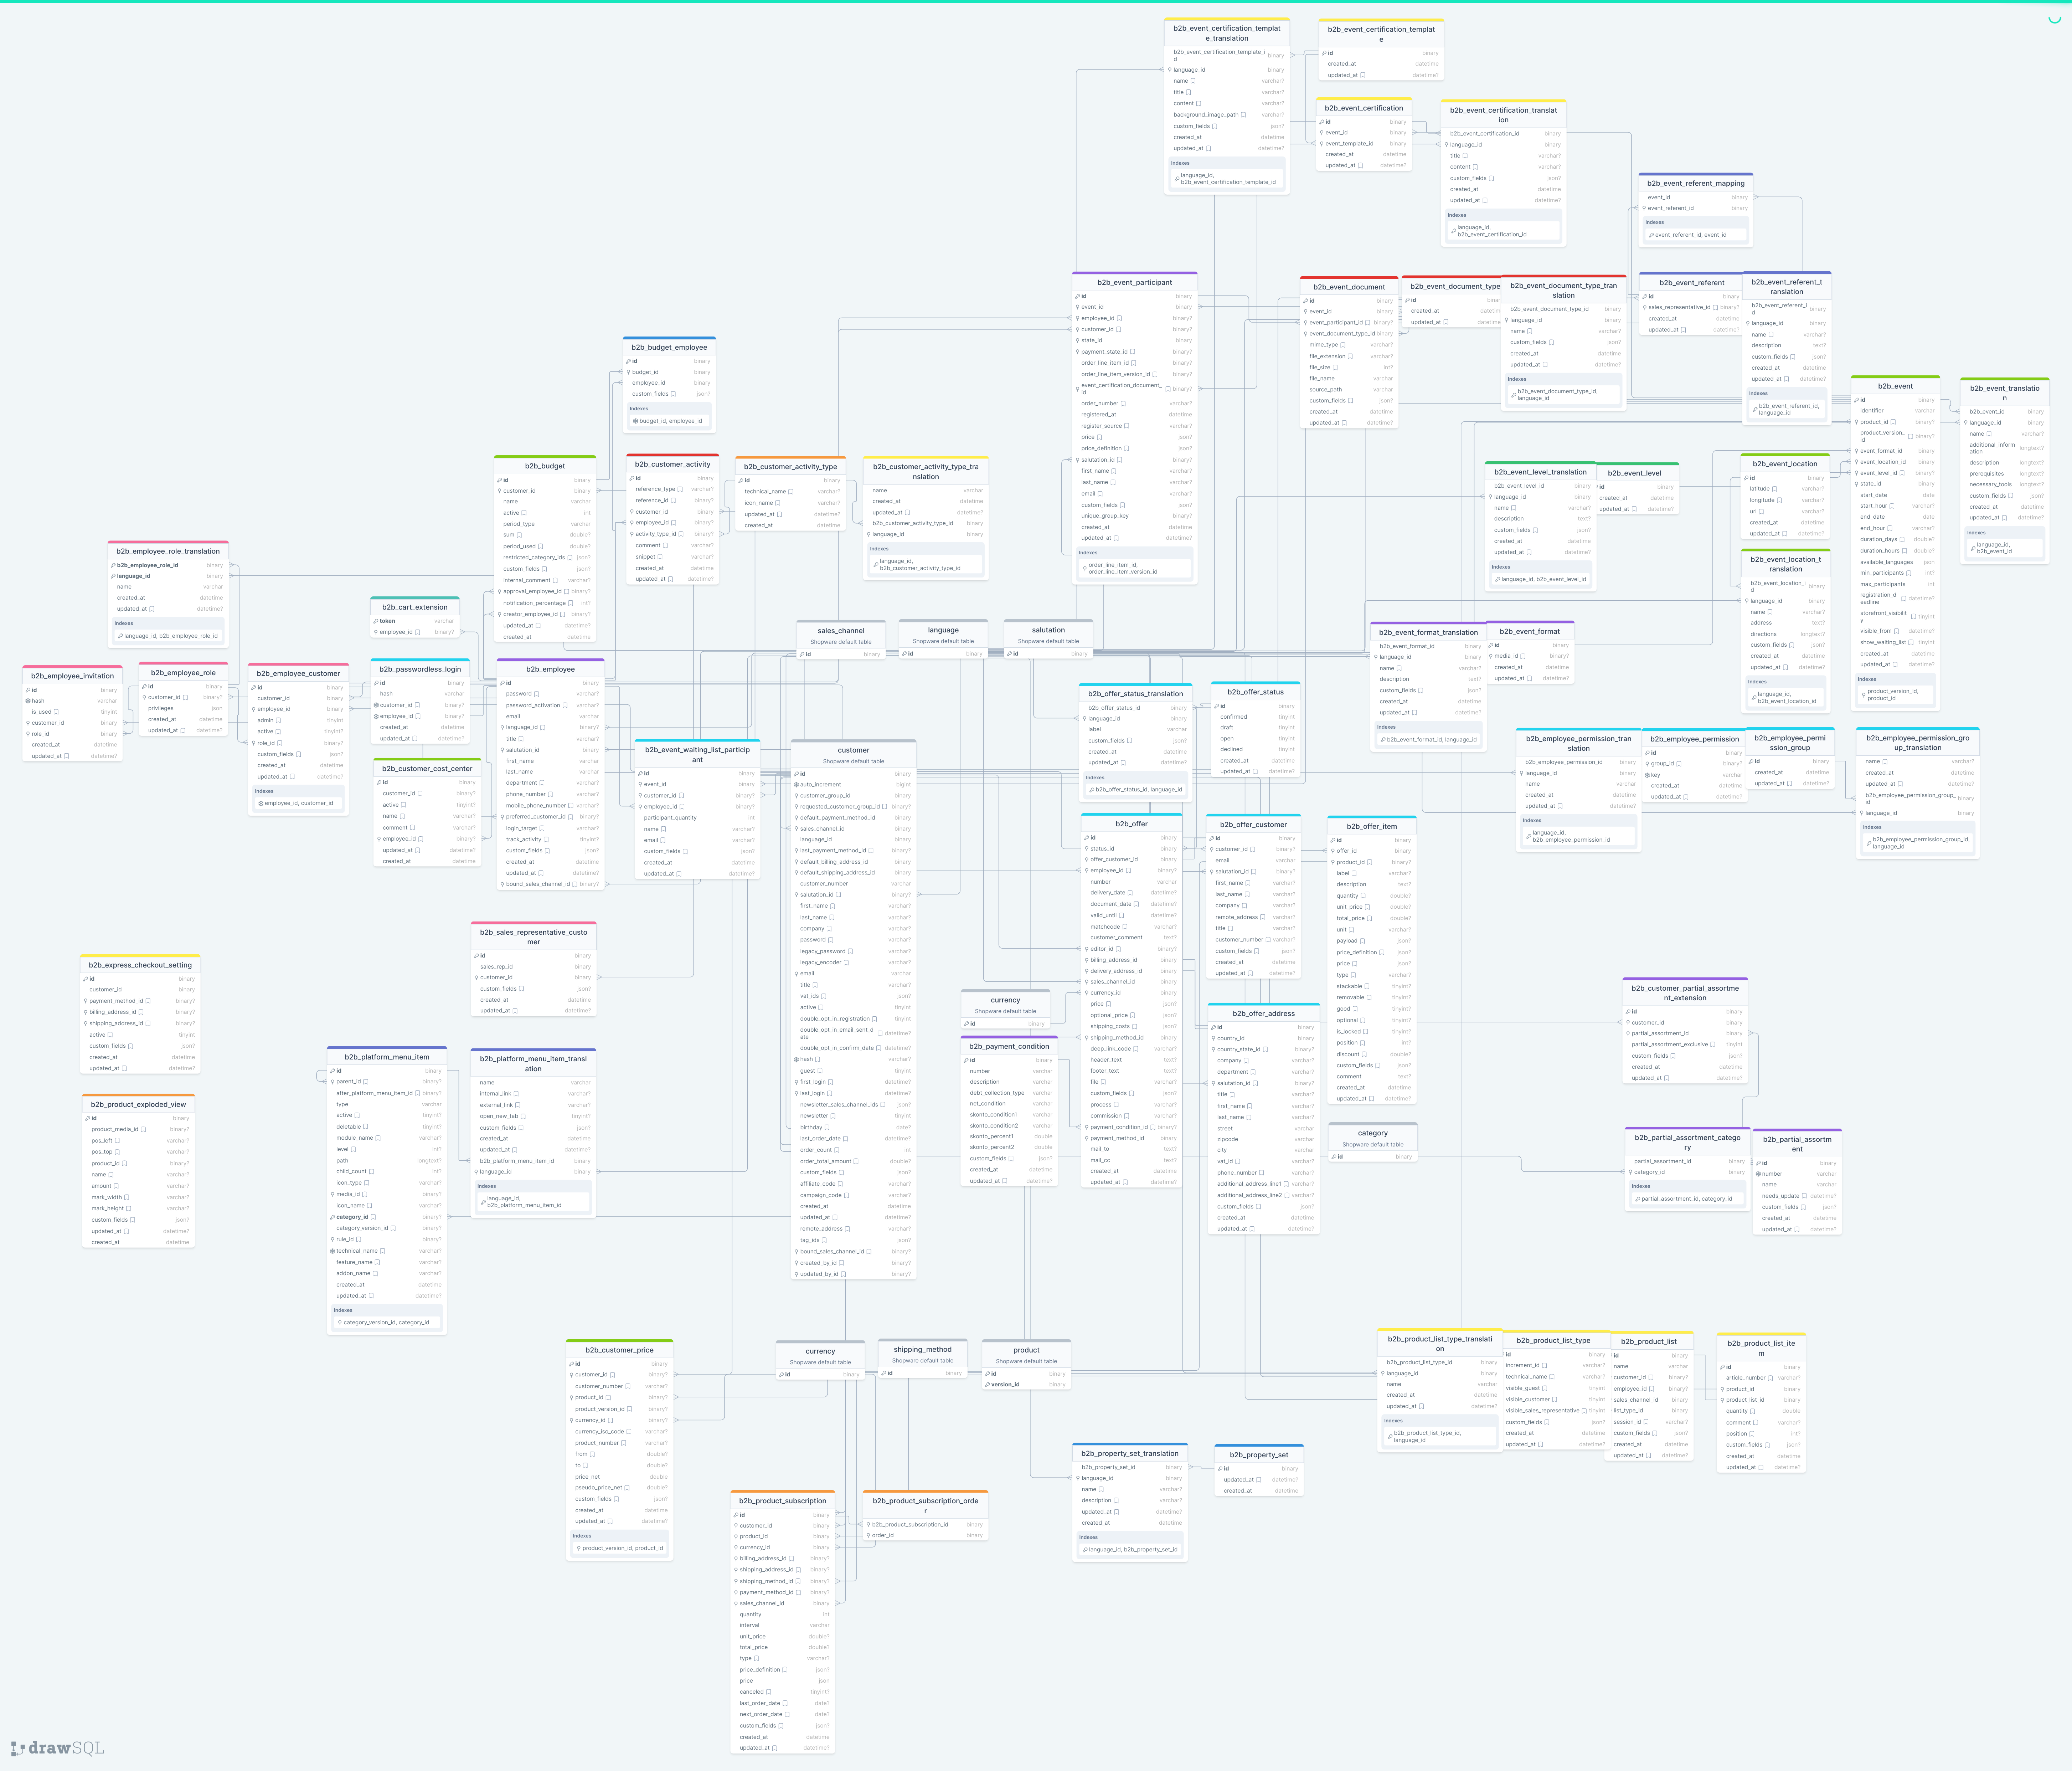 b2b_event_certification_templat
e_translation
b2b_event_certification_template_i
d binary
language_id binary
name varchar?
title varchar?
content varchar?
background_image_path varchar?
custom_fields json?
created_at datetime
updated_at datetime?
Indexes
language_id,
b2b_event_certification_template_id
b2b_event_certification_templat
e
id binary
created_at datetime
updated_at datetime?
b2b_event_certification
id binary
event_id binary
event_template_id binary
created_at datetime
updated_at datetime?
b2b_event_certification_translat
ion
b2b_event_certification_id binary
language_id binary
title varchar?
content varchar?
custom_fields json?
created_at datetime
updated_at datetime?
Indexes
language_id,
b2b_event_certification_id
b2b_event_referent_mapping
event_id binary
event_referent_id binary
Indexes
event_referent_id, event_id
b2b_event_participant
id binary
event_id binary
employee_id binary?
customer_id binary?
state_id binary
payment_state_id binary?
order_line_item_id binary?
order_line_item_version_id binary?
event_certification_document_
id binary?
order_number varchar?
registered_at datetime
register_source varchar?
price json?
price_definition json?
salutation_id binary?
first_name varchar?
last_name varchar?
email varchar?
custom_fields json?
unique_group_key binary?
created_at datetime
updated_at datetime?
Indexes
order_line_item_id,
order_line_item_version_id
b2b_event_document
id binary
event_id binary
event_participant_id binary?
event_document_type_id binary
mime_type varchar?
file_extension varchar?
file_size int?
file_name varchar
source_path varchar
custom_fields json?
created_at datetime
updated_at datetime?
b2b_event_document_type
id binary
created_at datetime
updated_at datetime
b2b_event_document_type_tran
slation
b2b_event_document_type_id binary
language_id binary
name varchar?
custom_fields json?
created_at datetime
updated_at datetime?
Indexes
b2b_event_document_type_id,
language_id
b2b_event_referent
id binary
sales_representative_id binary?
created_at datetime
updated_at datetime?
b2b_event_referent_t
ranslation
b2b_event_referent_i
d binary
language_id binary
name varchar?
description text?
custom_fields json?
created_at datetime
updated_at datetime?
Indexes
b2b_event_referent_id,
language_id
b2b_event
id binary
identifier varchar
product_id binary?
product_version_
id binary?
event_format_id binary
event_location_id binary
event_level_id binary?
state_id binary
start_date date
start_hour varchar?
end_date date
end_hour varchar?
duration_days double?
duration_hours double?
available_languages json
min_participants int?
max_participants int
registration_d
eadline datetime?
storefront_visibilit
y tinyint
visible_from datetime?
show_waiting_list tinyint
created_at datetime
updated_at datetime?
Indexes
product_version_id,
product_id
b2b_event_translatio
n
b2b_event_id binary
language_id binary
name varchar?
additional_inform
ation longtext?
description longtext?
prerequisites longtext?
necessary_tools longtext?
custom_fields json?
created_at datetime
updated_at datetime?
Indexes
language_id,
b2b_event_id
b2b_budget_employee
id binary
budget_id binary
employee_id binary
custom_fields json?
Indexes
budget_id, employee_id
b2b_budget
id binary
customer_id binary
name varchar
active int
period_type varchar
sum double?
period_used double?
restricted_category_ids json?
custom_fields json?
internal_comment varchar?
approval_employee_id binary?
notification_percentage int?
creator_employee_id binary?
updated_at datetime?
created_at datetime
b2b_customer_activity
id binary
reference_type varchar?
reference_id binary?
customer_id binary
employee_id binary?
activity_type_id binary?
comment varchar?
snippet varchar?
created_at datetime
updated_at datetime?
b2b_customer_activity_type
id binary
technical_name varchar?
icon_name varchar?
updated_at datetime?
created_at datetime
b2b_customer_activity_type_tra
nslation
name varchar
created_at datetime
updated_at datetime?
b2b_customer_activity_type_id binary
language_id binary
Indexes
language_id,
b2b_customer_activity_type_id
b2b_event_level_translation
b2b_event_level_id binary
language_id binary
name varchar?
description text?
custom_fields json?
created_at datetime
updated_at datetime?
Indexes
language_id, b2b_event_level_id
b2b_event_level
id binary
created_at datetime
updated_at datetime?
b2b_event_location
id binary
latitude varchar?
longitude varchar?
url varchar?
created_at datetime
updated_at datetime?
b2b_event_location_t
ranslation
b2b_event_location_i
d binary
language_id binary
name varchar?
address text?
directions longtext?
custom_fields json?
created_at datetime
updated_at datetime?
Indexes
language_id,
b2b_event_location_id
b2b_employee_role_translation
b2b_employee_role_id binary
language_id binary
name varchar
created_at datetime
updated_at datetime?
Indexes
language_id, b2b_employee_role_id
b2b_cart_extension
token varchar
employee_id binary?
sales_channel
Shopware default table
id binary
language
Shopware default table
id binary
salutation
Shopware default table
id binary
b2b_event_format_translation
b2b_event_format_id binary
language_id binary
name varchar?
description text?
custom_fields json?
created_at datetime
updated_at datetime?
Indexes
b2b_event_format_id, language_id
b2b_event_format
id binary
media_id binary?
created_at datetime
updated_at datetime?
b2b_employee_invitation
id binary
hash varchar
is_used tinyint
customer_id binary
role_id binary
created_at datetime
updated_at datetime?
b2b_employee_role
id binary
customer_id binary?
privileges json
created_at datetime
updated_at datetime?
b2b_employee_customer
id binary
customer_id binary
employee_id binary
admin tinyint
active tinyint?
role_id binary?
custom_fields json?
created_at datetime
updated_at datetime?
Indexes
employee_id, customer_id
b2b_passwordless_login
id binary
hash varchar
customer_id binary?
employee_id binary?
created_at datetime
updated_at datetime?
b2b_customer_cost_center
id binary
customer_id binary
active tinyint?
name varchar?
comment varchar?
employee_id binary?
updated_at datetime?
created_at datetime
b2b_employee
id binary
password varchar?
password_activation varchar?
email varchar
language_id binary?
title varchar?
salutation_id binary?
first_name varchar?
last_name varchar?
department varchar?
phone_number varchar?
mobile_phone_number varchar?
preferred_customer_id binary?
login_target varchar?
track_activity tinyint?
custom_fields json?
created_at datetime
updated_at datetime?
bound_sales_channel_id binary?
b2b_event_waiting_list_particip
ant
id binary
event_id binary
customer_id binary?
employee_id binary?
participant_quantity int
name varchar?
email varchar?
custom_fields json?
created_at datetime
updated_at datetime?
customer
Shopware default table
id binary
auto_increment bigint
customer_group_id binary
requested_customer_group_id binary?
default_payment_method_id binary
sales_channel_id binary
language_id binary
last_payment_method_id binary?
default_billing_address_id binary
default_shipping_address_id binary
customer_number varchar
salutation_id binary?
first_name varchar?
last_name varchar?
company varchar?
password varchar?
legacy_password varchar?
legacy_encoder varchar?
email varchar
title varchar?
vat_ids json?
active tinyint
double_opt_in_registration tinyint
double_opt_in_email_sent_d
ate datetime?
double_opt_in_confirm_date datetime?
hash varchar?
guest tinyint
first_login datetime?
last_login datetime?
newsletter_sales_channel_ids json?
newsletter tinyint
birthday date?
last_order_date datetime?
order_count int
order_total_amount double?
custom_fields json?
affiliate_code varchar?
campaign_code varchar?
created_at datetime
updated_at datetime?
remote_address varchar?
tag_ids json?
bound_sales_channel_id binary?
created_by_id binary?
updated_by_id binary?
b2b_offer_status_translation
b2b_offer_status_id binary
language_id binary
label varchar
custom_fields json?
created_at datetime
updated_at datetime?
Indexes
b2b_offer_status_id, language_id
b2b_offer_status
id binary
confirmed tinyint
draft tinyint
open tinyint
declined tinyint
created_at datetime
updated_at datetime?
b2b_employee_permission_tran
slation
b2b_employee_permission_id binary
language_id binary
name varchar
created_at datetime
updated_at datetime?
Indexes
language_id,
b2b_employee_permission_id
b2b_employee_permission
id binary
group_id binary?
key varchar
created_at datetime
updated_at datetime?
b2b_employee_permi
ssion_group
id binary
created_at datetime
updated_at datetime?
b2b_employee_permission_gro
up_translation
name varchar?
created_at datetime
updated_at datetime?
b2b_employee_permission_group_
id binary
language_id binary
Indexes
b2b_employee_permission_group_id,
language_id
b2b_offer
id binary
status_id binary
offer_customer_id binary
employee_id binary?
number varchar
delivery_date datetime?
document_date datetime?
valid_until datetime?
matchcode varchar?
customer_comment text?
editor_id binary?
billing_address_id binary
delivery_address_id binary
sales_channel_id binary
currency_id binary
price json?
optional_price json?
shipping_costs json?
shipping_method_id binary
deep_link_code varchar?
header_text text?
footer_text text?
file varchar?
custom_fields json?
process varchar?
commission varchar?
payment_condition_id binary?
payment_method_id binary
mail_to text?
mail_cc text?
created_at datetime
updated_at datetime?
b2b_offer_customer
id binary
customer_id binary?
email varchar
salutation_id binary?
first_name varchar?
last_name varchar?
company varchar?
remote_address varchar?
title varchar?
customer_number varchar?
custom_fields json?
created_at datetime
updated_at datetime?
b2b_offer_item
id binary
offer_id binary
product_id binary?
label varchar?
description text?
quantity double?
unit_price double?
total_price double?
unit varchar?
payload json?
price_definition json?
price json?
type varchar?
stackable tinyint?
removable tinyint?
good tinyint?
optional tinyint?
is_locked tinyint?
position int?
discount double?
custom_fields json?
comment text?
created_at datetime
updated_at datetime?
b2b_sales_representative_custo
mer
id binary
sales_rep_id binary
customer_id binary
custom_fields json?
created_at datetime
updated_at datetime?
b2b_express_checkout_setting
id binary
customer_id binary
payment_method_id binary?
billing_address_id binary?
shipping_address_id binary?
active tinyint
custom_fields json?
created_at datetime
updated_at datetime?
currency
Shopware default table
id binary
b2b_payment_condition
id binary
number varchar
description varchar
debt_collection_type varchar
net_condition varchar
skonto_condition1 varchar
skonto_condition2 varchar
skonto_percent1 double
skonto_percent2 double
custom_fields json?
created_at datetime
updated_at datetime?
b2b_offer_address
id binary
country_id binary
country_state_id binary?
company varchar?
department varchar?
salutation_id binary?
title varchar?
first_name varchar?
last_name varchar?
street varchar
zipcode varchar
city varchar
vat_id varchar?
phone_number varchar?
additional_address_line1 varchar?
additional_address_line2 varchar?
custom_fields json?
created_at datetime
updated_at datetime?
category
Shopware default table
id binary
b2b_customer_partial_assortme
nt_extension
id binary
customer_id binary
partial_assortment_id binary
partial_assortment_exclusive tinyint
custom_fields json?
created_at datetime
updated_at datetime?
b2b_product_exploded_view
id binary
product_media_id binary?
pos_left varchar?
pos_top varchar?
product_id binary?
name varchar?
amount varchar?
mark_width varchar?
mark_height varchar?
custom_fields json?
updated_at datetime?
created_at datetime
b2b_platform_menu_item
id binary
parent_id binary?
after_platform_menu_item_id binary?
type varchar
active tinyint?
deletable tinyint?
module_name varchar?
level int?
path longtext?
child_count int?
icon_type varchar?
media_id binary?
icon_name varchar?
category_id binary?
category_version_id binary?
rule_id binary?
technical_name varchar?
feature_name varchar?
addon_name varchar?
created_at datetime
updated_at datetime?
Indexes
category_version_id, category_id
b2b_platform_menu_item_transl
ation
name varchar
internal_link varchar?
external_link varchar?
open_new_tab tinyint?
custom_fields json?
created_at datetime
updated_at datetime?
b2b_platform_menu_item_id binary
language_id binary
Indexes
language_id,
b2b_platform_menu_item_id
b2b_partial_assortment_catego
ry
partial_assortment_id binary
category_id binary
Indexes
partial_assortment_id, category_id
b2b_partial_assortm
ent
id binary
number varchar
name varchar
needs_update datetime?
custom_fields json?
created_at datetime
updated_at datetime?
b2b_customer_price
id binary
customer_id binary?
customer_number varchar?
product_id binary?
product_version_id binary?
currency_id binary?
currency_iso_code varchar?
product_number varchar?
from double?
to double?
price_net double
pseudo_price_net double?
custom_fields json?
created_at datetime
updated_at datetime?
Indexes
product_version_id, product_id
currency
Shopware default table
id binary
shipping_method
Shopware default table
id binary
product
Shopware default table
id binary
version_id binary
b2b_product_list_type_translati
on
b2b_product_list_type_id binary
language_id binary
name varchar
created_at datetime
updated_at datetime?
Indexes
b2b_product_list_type_id,
language_id
b2b_product_list_type
id binary
increment_id varchar?
technical_name varchar?
visible_guest tinyint
visible_customer tinyint
visible_sales_representative tinyint
custom_fields json?
created_at datetime
updated_at datetime?
b2b_product_list
id binary
name varchar
customer_id binary?
employee_id binary?
sales_channel_id binary
list_type_id binary
session_id varchar?
custom_fields json?
created_at datetime
updated_at datetime?
b2b_product_list_ite
m
id binary
article_number varchar?
product_id binary
product_list_id binary
quantity double
comment varchar?
position int?
custom_fields json?
created_at datetime
updated_at datetime?
b2b_property_set_translation
b2b_property_set_id binary
language_id binary
name varchar?
description varchar?
updated_at datetime?
created_at datetime
Indexes
language_id, b2b_property_set_id
b2b_property_set
id binary
updated_at datetime?
created_at datetime
b2b_product_subscription
id binary
customer_id binary
product_id binary
currency_id binary
billing_address_id binary?
shipping_address_id binary?
shipping_method_id binary?
payment_method_id binary?
sales_channel_id binary
quantity int
interval varchar
unit_price double?
total_price double?
type varchar?
price_definition json?
price json
canceled tinyint?
last_order_date date?
next_order_date date?
custom_fields json?
created_at datetime
updated_at datetime?
b2b_product_subscription_orde
r
b2b_product_subscription_id binary
order_id binary
drawSQL